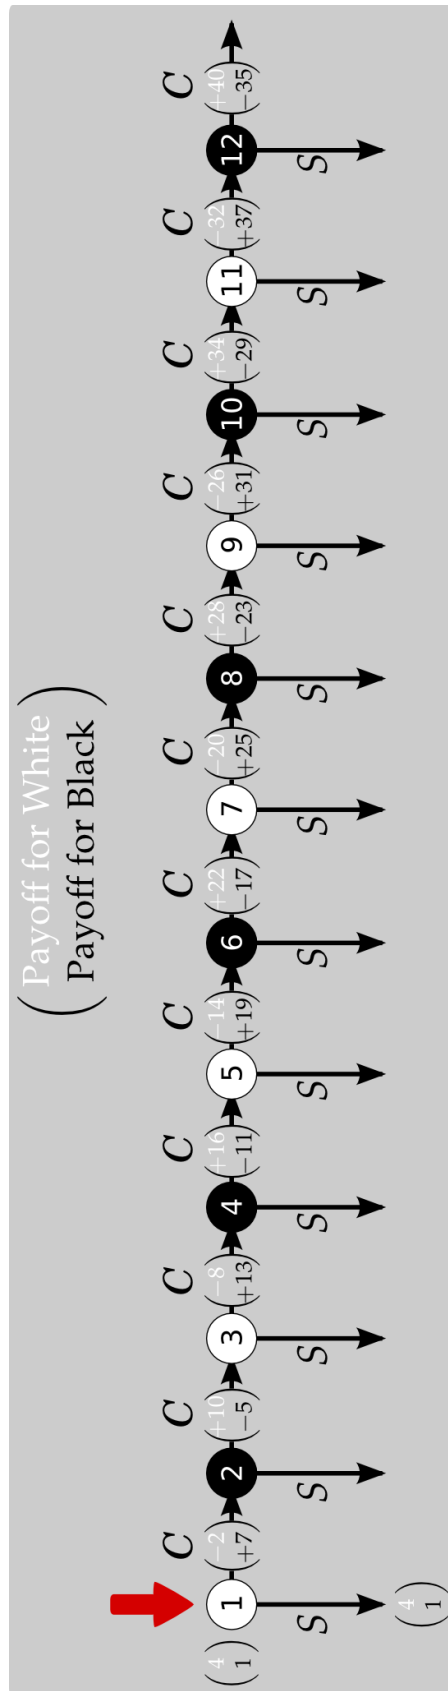 Payoff for White
Payoff for Black
C C C C C C C C C C C C
4 −2 +10 −8 +16 −14 +22 −20 +28 −26 +34 −32 +40
1 2 3 4 5 6 7 8 9 10 11 12
1 +7 −5 +13 −11 +19 −17 +25 −23 +31 −29 +37 −35
S S S S S S S S S S S S
4
1